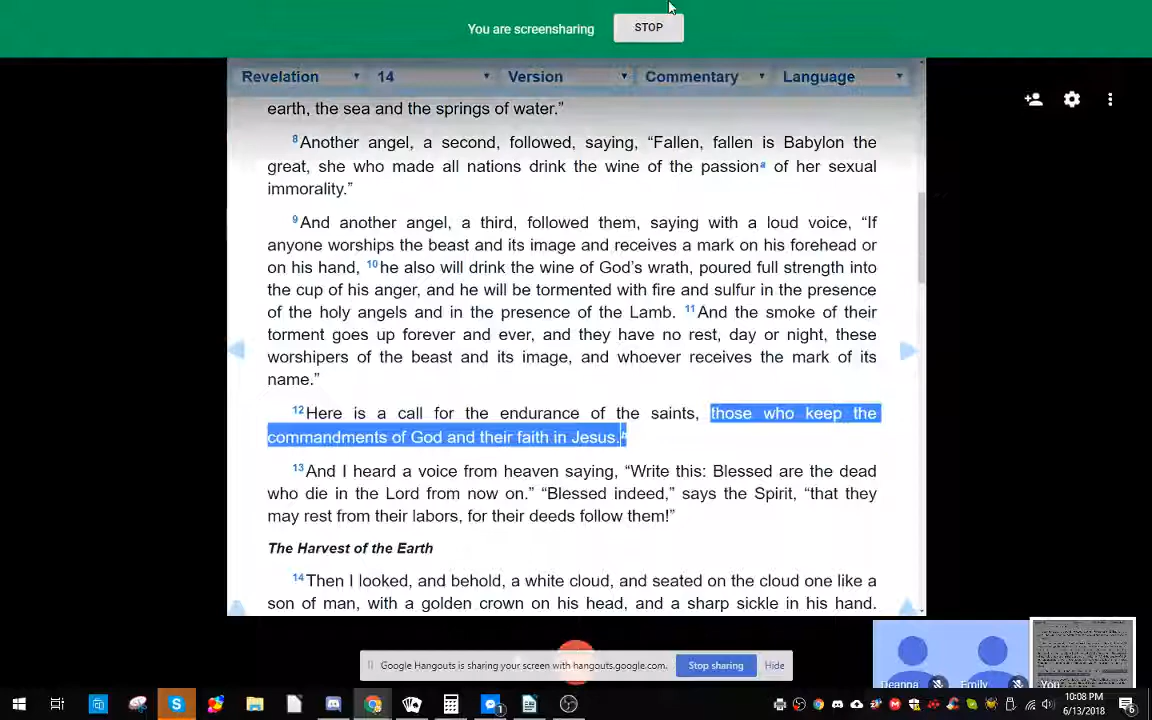 You are screensharing STOP
Revelation 14 Version Commentary Language
earth, the sea and the springs of water.”
8Another angel, a second, followed, saying, “Fallen, fallen is Babylon the
great, she who made all nations drink the wine of the passiona of her sexual
immorality.”
9And another angel, a third, followed them, saying with a loud voice, “If
anyone worships the beast and its image and receives a mark on his forehead or
on his hand, 10he also will drink the wine of God’s wrath, poured full strength into
the cup of his anger, and he will be tormented with fire and sulfur in the presence
of the holy angels and in the presence of the Lamb. 11And the smoke of their
torment goes up forever and ever, and they have no rest, day or night, these
worshipers of the beast and its image, and whoever receives the mark of its
name.”
12Here is a call for the endurance of the saints, those who keep the
commandments of God and their faith in Jesus.b
13And I heard a voice from heaven saying, “Write this: Blessed are the dead
who die in the Lord from now on.” “Blessed indeed,” says the Spirit, “that they
may rest from their labors, for their deeds follow them!”
The Harvest of the Earth
14Then I looked, and behold, a white cloud, and seated on the cloud one like a
son of man, with a golden crown on his head, and a sharp sickle in his hand.
Google Hangouts is sharing your screen with hangouts.google.com. Stop sharing Hide
Deanna Emily You
10:08 PM
6/13/2018
1
6